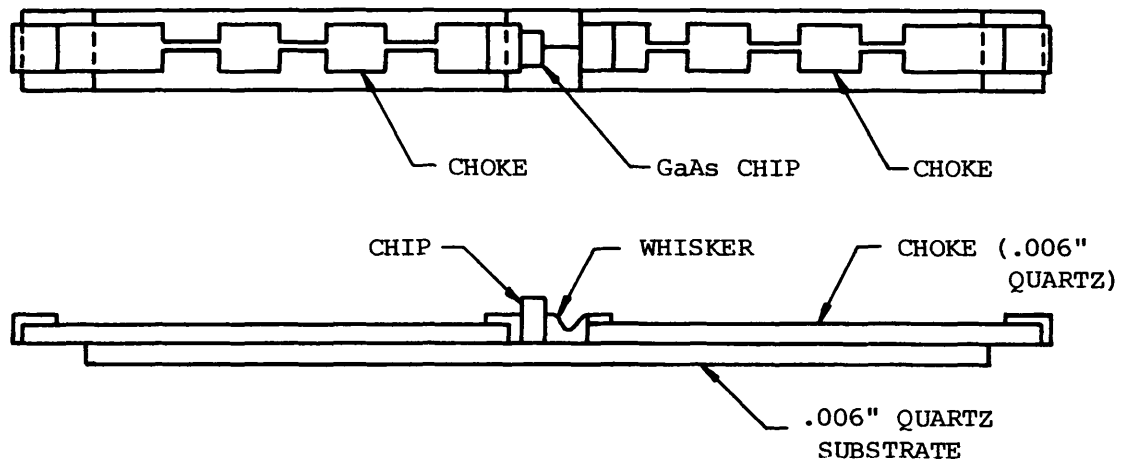 CHOKE
GaAs CHIP
CHOKE
CHIP
WHISKER
CHOKE (.006"
QUARTZ)
.006" QUARTZ
SUBSTRATE